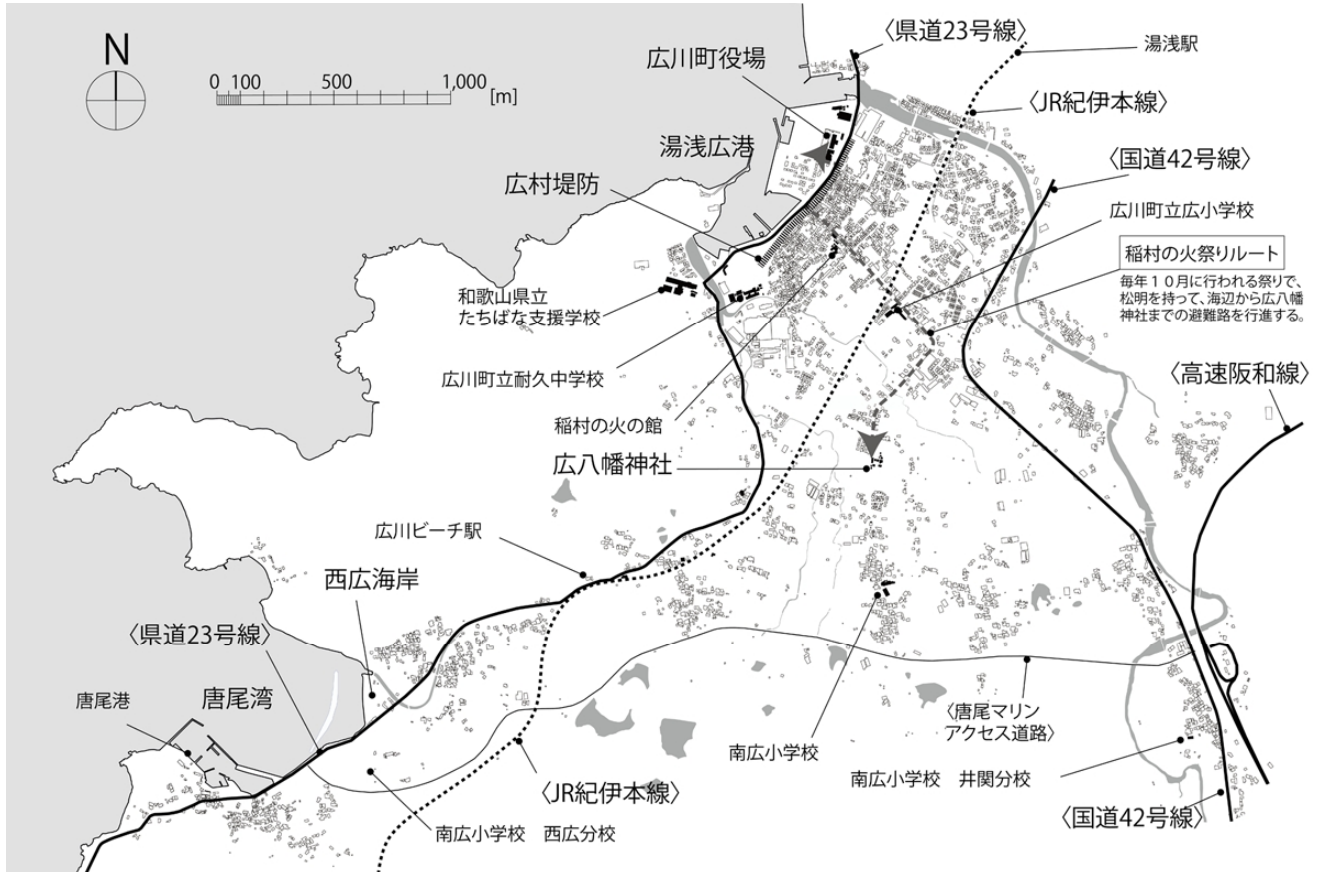 N
0 100 500 1,000 [m]
〈県道23号線〉
湯浅駅
広川町役場
〈JR紀伊本線〉
湯浅広港
〈国道42号線〉
広村堤防
広川町立広小学校
稲村の火祭りルート
毎年10月に行われる祭りで、
松明を持って、海辺から広八幡
神社までの避難路を行進する。
和歌山県立
たちばな支援学校
広川町立耐久中学校
〈高速阪和線〉
稲村の火の館
広八幡神社
広川ビーチ駅
西広海岸
〈県道23号線〉
唐尾港
唐尾湾
〈唐尾マリン
アクセス道路〉
南広小学校
南広小学校 井関分校
〈JR紀伊本線〉
〈国道42号線〉
南広小学校 西広分校